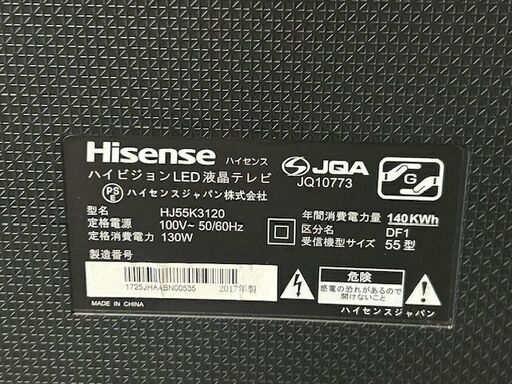 Hisense ハイセンス
ハイビジョンLED液晶テレビ
PS E ハイセンスジャパン株式会社
JQA
JQ10773
G
型名 HJ55K3120
定格電源 100V~ 50/60Hz
定格消費電力 130W
製造番号
1725JHAABN00535 2017年製
MADE IN CHINA
年間消費電力量 140KWh
区分名 DF1
受信機型サイズ 55型
危険
感電の恐れがあるので
開けないこと
ハイセンスジャパン